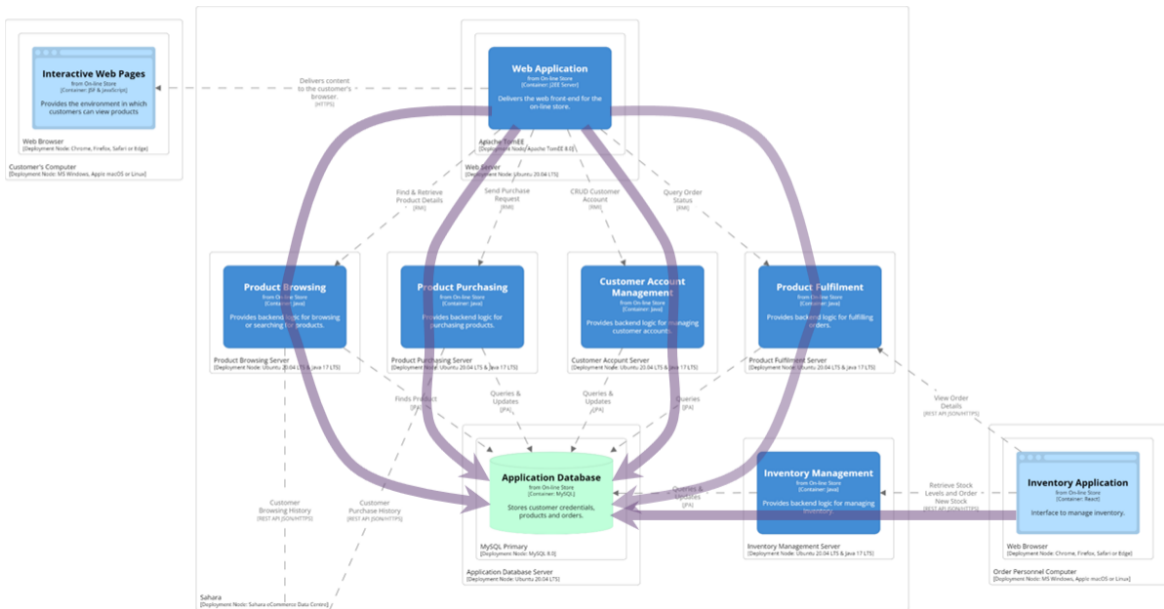 Interactive Web Pages
from On-line Store
[Container: JSF & JavaScript]
Provides the environment in which
customers can view products
Web Browser
[Deployment Node: Chrome, Firefox, Safari or Edge]
Customer's Computer
[Deployment Node: MS Windows, Apple macOS or Linux]
Delivers content
to the customer's
browser.
[HTTPS]
Web Application
from On-line Store
[Container: J2EE Server]
Delivers the web front-end for the
on-line store.
Apache TomEE
[Deployment Node: Apache TomEE 8.0]
Web Server
[Deployment Node: Ubuntu 20.04 LTS]
Find & Retrieve
Product Details
[RMI]
Send Purchase
Request
[RMI]
CRUD Customer
Account
[RMI]
Query Order
Status
[RMI]
Product Browsing
from On-line Store
[Container: Java]
Provides backend logic for browsing
or searching for products.
Product Browsing Server
[Deployment Node: Ubuntu 20.04 LTS & Java 17 LTS]
Product Purchasing
from On-line Store
[Container: Java]
Provides backend logic for
purchasing products.
Product Purchasing Server
[Deployment Node: Ubuntu 20.04 LTS & Java 17 LTS]
Customer Account
Management
from On-line Store
[Container: Java]
Provides backend logic for managing
customer accounts.
Customer Account Server
[Deployment Node: Ubuntu 20.04 LTS & Java 17 LTS]
Product Fulfilment
from On-line Store
[Container: Java]
Provides backend logic for fulfilling
orders.
Product Fulfilment Server
[Deployment Node: Ubuntu 20.04 LTS & Java 17 LTS]
Finds Product
[JPA]
Queries &
Updates
[JPA]
Queries &
Updates
[JPA]
Queries
[JPA]
View Order
Details
[REST API JSON/HTTPS]
Customer
Browsing History
[REST API JSON/HTTPS]
Customer
Purchase History
[REST API JSON/HTTPS]
Application Database
from On-line Store
[Container: MySQL]
Stores customer credentials,
products and orders.
MySQL Primary
[Deployment Node: MySQL 8.0]
Application Database Server
[Deployment Node: Ubuntu 20.04 LTS]
Queries &
Updates
[JPA]
Inventory Management
from On-line Store
[Container: Java]
Provides backend logic for managing
inventory.
Inventory Management Server
[Deployment Node: Ubuntu 20.04 LTS & Java 17 LTS]
Retrieve Stock
Levels and Order
New Stock
[REST API JSON/HTTPS]
Inventory Application
from On-line Store
[Container: React]
Interface to manage inventory.
Web Browser
[Deployment Node: Chrome, Firefox, Safari or Edge]
Order Personnel Computer
[Deployment Node: MS Windows, Apple macOS or Linux]
Sahara
[Deployment Node: Sahara eCommerce Data Centre]